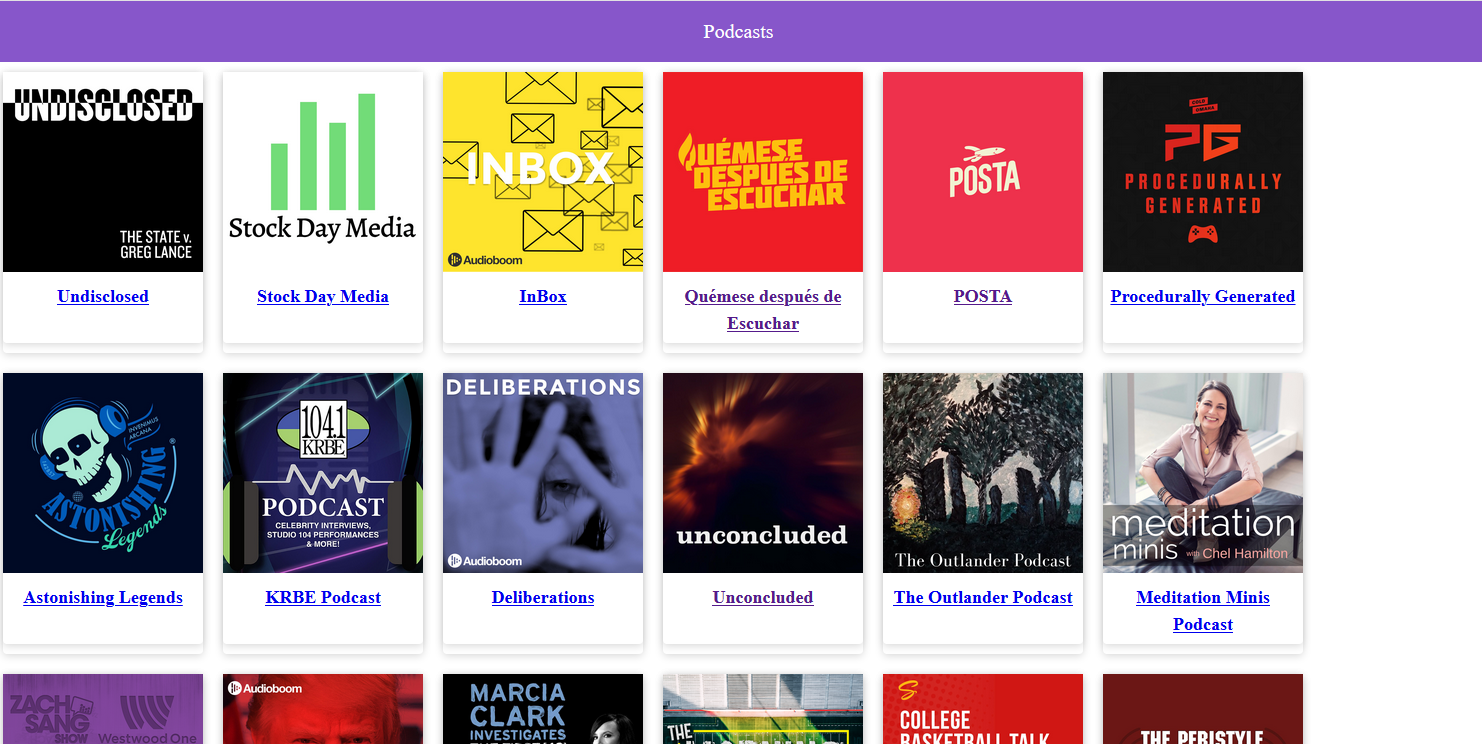 Podcasts
UNDISCLOSED
THE STATE v.
GREG LANCE
Undisclosed
Stock Day Media
Stock Day Media
INBOX
Audioboom
InBox
QUÉMESE
DESPUÉS DE
ESCUCHAR
Quémese después de
Escuchar
POSTA
POSTA
GOLD
PG
PROCEDURALLY
GENERATED
Procedurally Generated
INVENIMUS
ARCANA
ASTONISHING
Legends
®
Astonishing Legends
104.1
KRBE
PODCAST
CELEBRITY INTERVIEWS,
STUDIO 104 PERFORMANCES
& MORE!
KRBE Podcast
DELIBERATIONS
Audioboom
Deliberations
unconcluded
Unconcluded
The Outlander Podcast
The Outlander Podcast
meditation
minis with Chel Hamilton
Meditation Minis
Podcast
ZACH
SANG
SHOW
Westwood One
Audioboom
MARCIA
CLARK
INVESTIGATES
THE
S
COLLEGE
BASKETBALL TALK
THE PERISTYLE